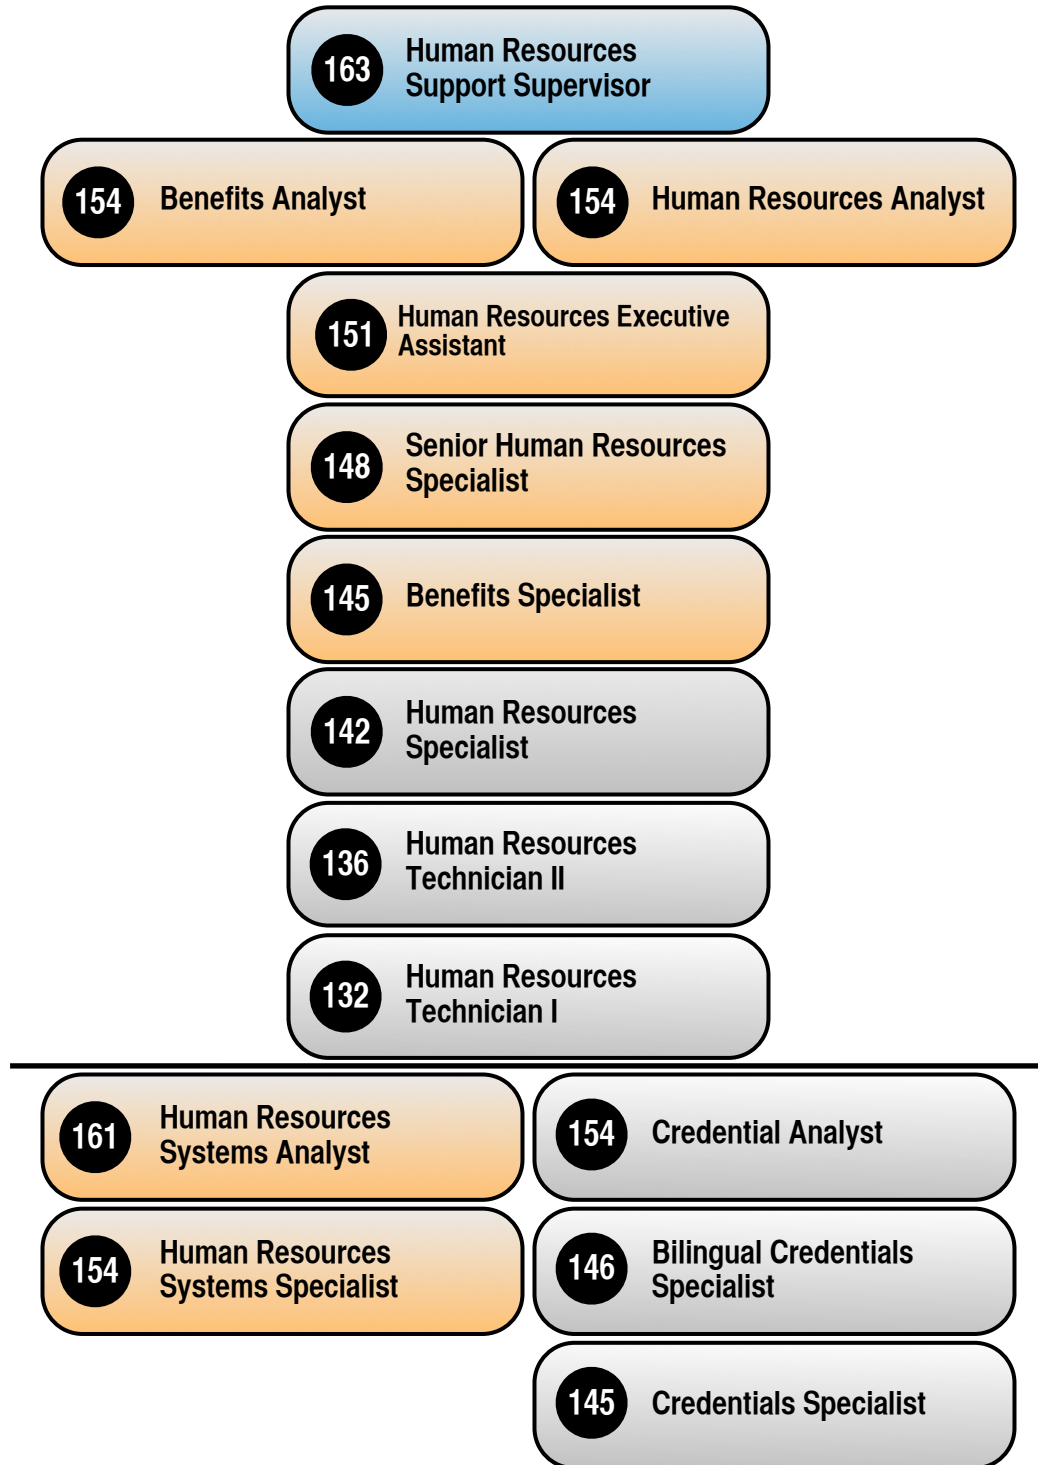 163
Human Resources
Support Supervisor
154
Benefits Analyst
154
Human Resources Analyst
151
Human Resources Executive
Assistant
148
Senior Human Resources
Specialist
145
Benefits Specialist
142
Human Resources
Specialist
136
Human Resources
Technician II
132
Human Resources
Technician I
161
Human Resources
Systems Analyst
154
Credential Analyst
154
Human Resources
Systems Specialist
146
Bilingual Credentials
Specialist
145
Credentials Specialist